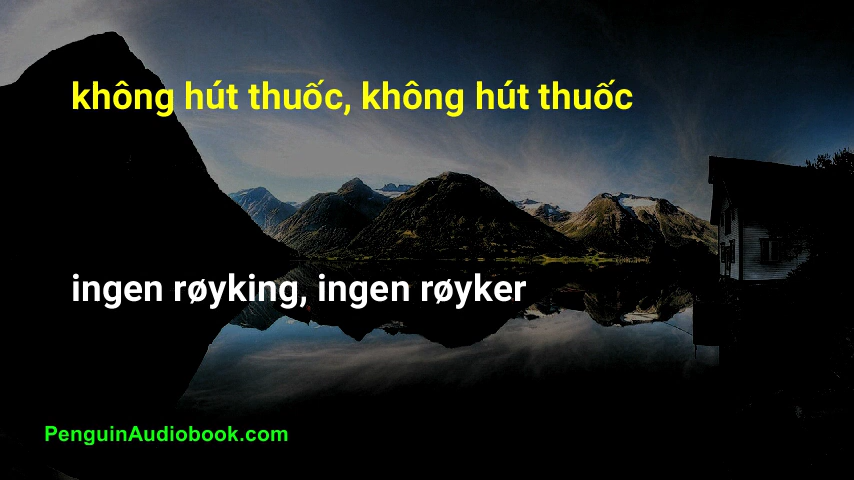 không hút thuốc, không hút thuốc
ingen røyking, ingen røyker
PenguinAudiobook.com